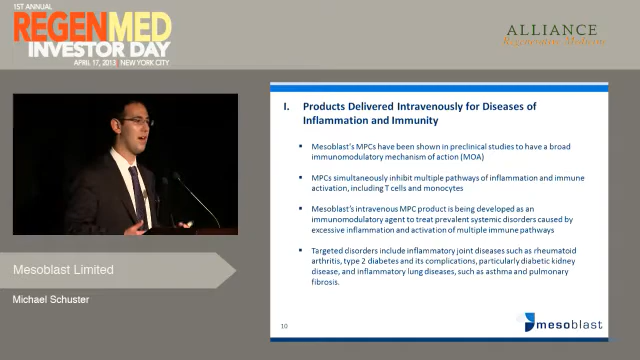 1ST ANNUAL
REGENMED
INVESTOR DAY
APRIL 17, 2013 | NEW YORK CITY
ALLIANCE
Regenerative Medicine
I. Products Delivered Intravenously for Diseases of
Inflammation and Immunity
▪ Mesoblast's MPCs have been shown in preclinical studies to have a broad
immunomodulatory mechanism of action (MOA)
▪ MPCs simultaneously inhibit multiple pathways of inflammation and immune
activation, including T cells and monocytes
▪ Mesoblast's intravenous MPC product is being developed as an
immunomodulatory agent to treat prevalent systemic disorders caused by
excessive inflammation and activation of multiple immune pathways
▪ Targeted disorders include inflammatory joint diseases such as rheumatoid
arthritis, type 2 diabetes and its complications, particularly diabetic kidney
disease, and inflammatory lung diseases, such as asthma and pulmonary
fibrosis.
10
mesoblast
Mesoblast Limited
Michael Schuster